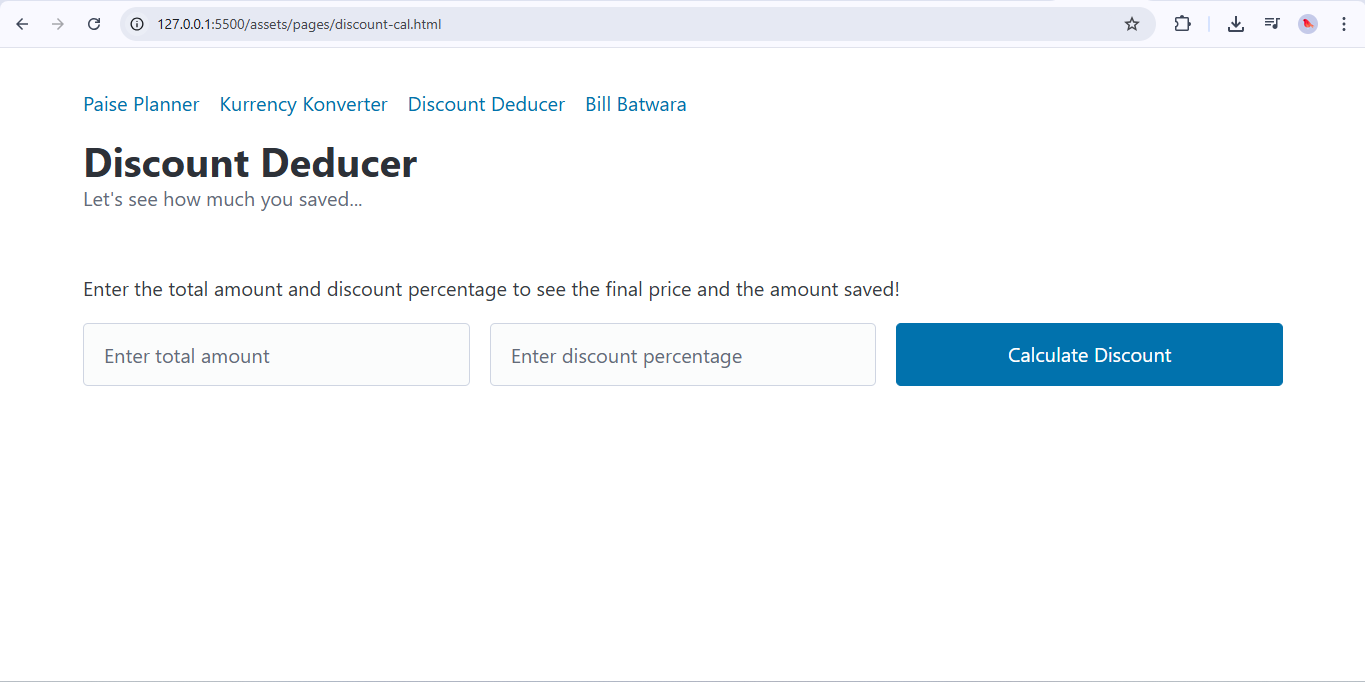 127.0.0.1:5500/assets/pages/discount-cal.html
Paise Planner Kurrency Konverter Discount Deducer Bill Batwara
Discount Deducer
Let's see how much you saved...
Enter the total amount and discount percentage to see the final price and the amount saved!
Enter total amount Enter discount percentage Calculate Discount